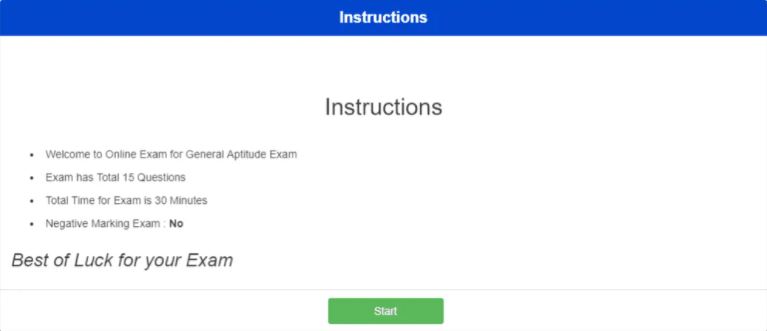 Instructions
Instructions
Welcome to Online Exam for General Aptitude Exam
Exam has Total 15 Questions
Total Time for Exam is 30 Minutes
Negative Marking Exam : No
Best of Luck for your Exam
Start